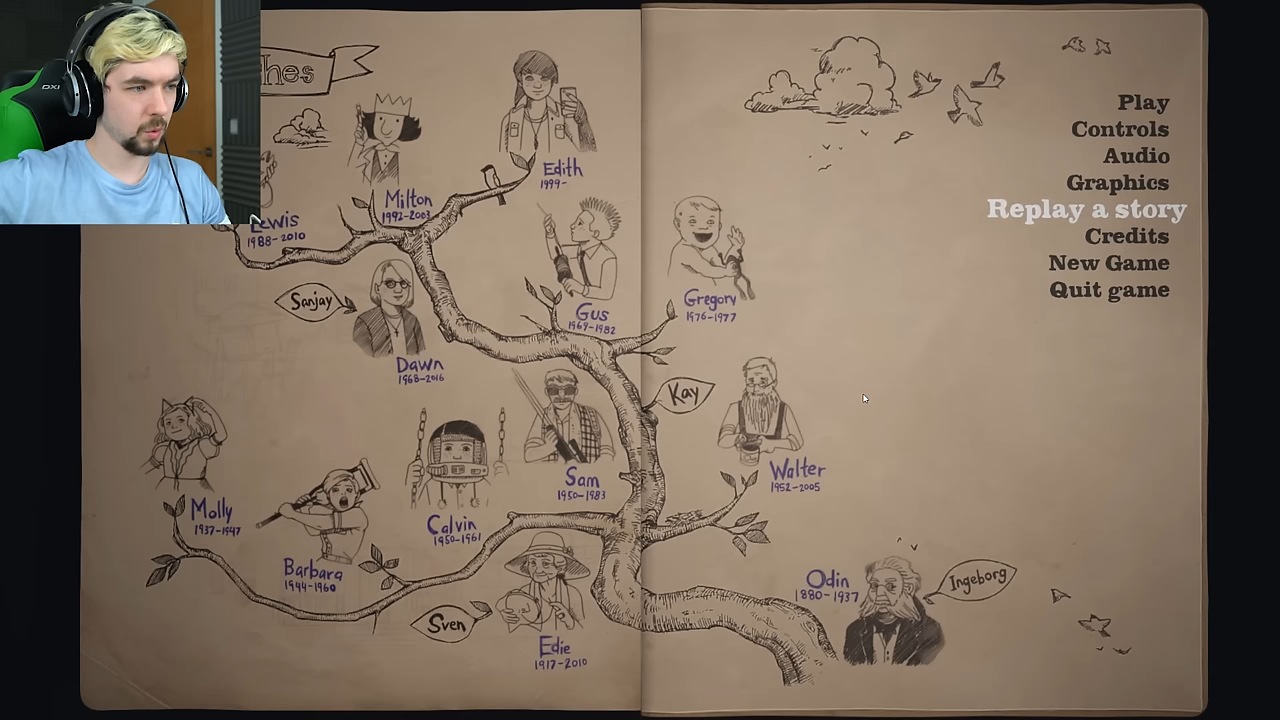 DXR
hes
Edith
1999-
Milton
1992-2003
Lewis
1988-2010
Sanjay
Dawn
1968-2016
Gus
1969-1982
Gregory
1976-1977
Kay
Walter
1952-2005
Sam
1950-1983
Calvin
1950-1961
Molly
1937-1947
Barbara
1944-1960
Sven
Edie
1917-2010
Odin
1880-1937
Ingeborg
Play
Controls
Audio
Graphics
Replay a story
Credits
New Game
Quit game